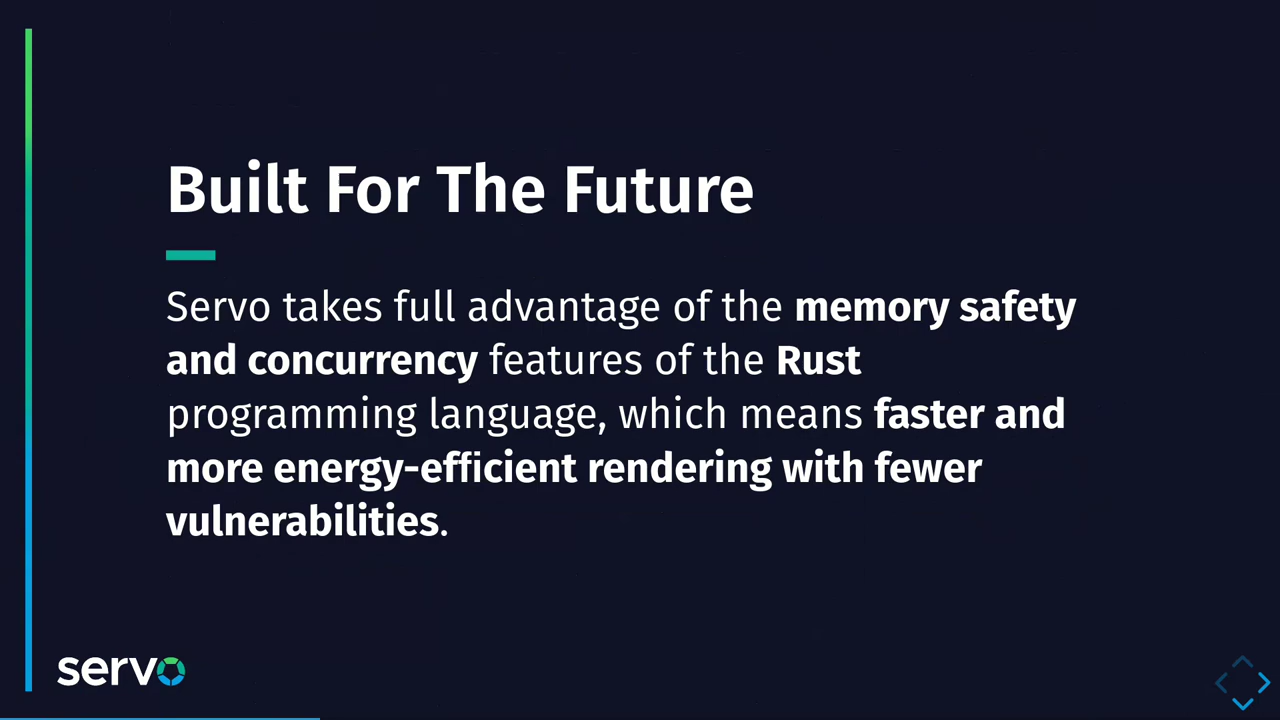 Built For The Future
Servo takes full advantage of the memory safety
and concurrency features of the Rust
programming language, which means faster and
more energy-efficient rendering with fewer
vulnerabilities.
servo